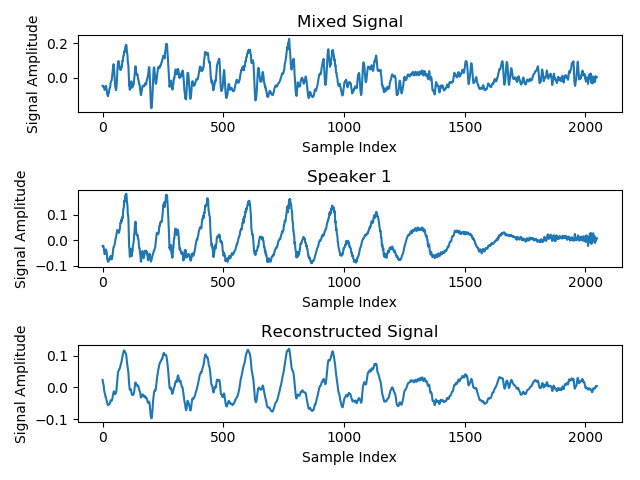 Mixed Signal
Signal Amplitude
0.2
0.0
0 500 1000 1500 2000
Sample Index
Speaker 1
Signal Amplitude
0.1
0.0
−0.1
0 500 1000 1500 2000
Sample Index
Reconstructed Signal
Signal Amplitude
0.1
0.0
−0.1
0 500 1000 1500 2000
Sample Index